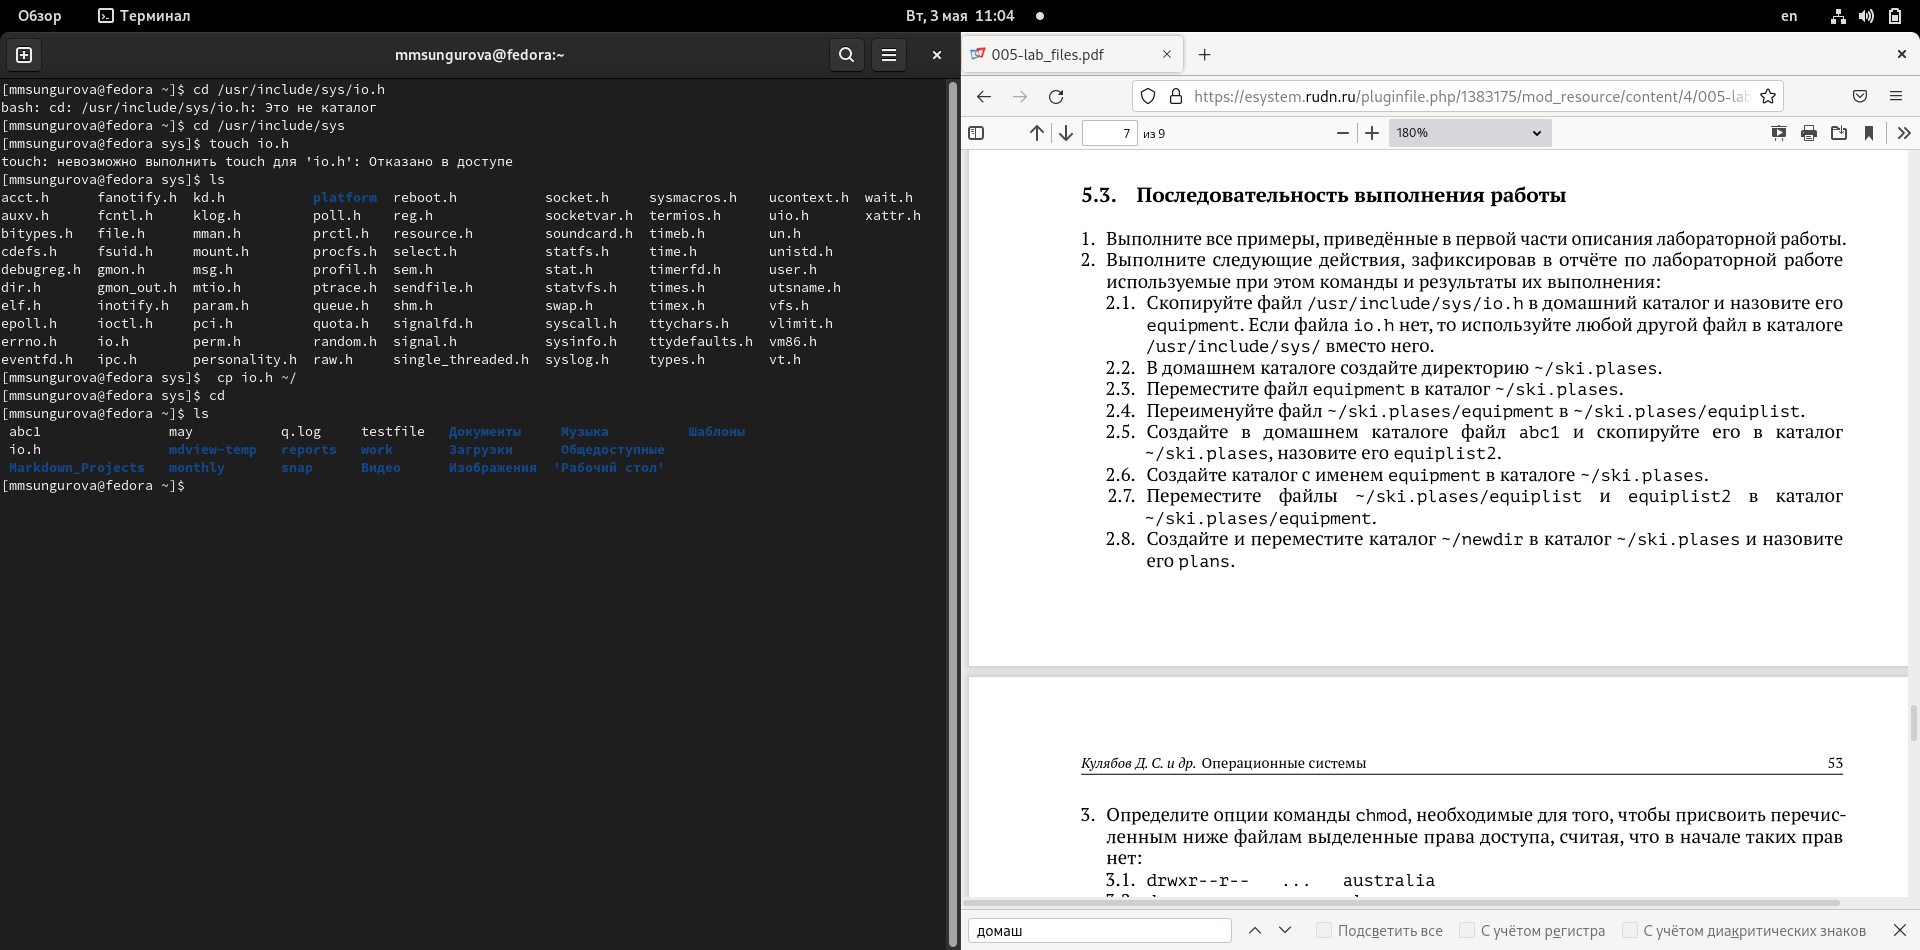 Обзор Терминал Вт, 3 мая 11:04 en
mmsungurova@fedora:~
[mmsungurova@fedora ~]$ cd /usr/include/sys/io.h
bash: cd: /usr/include/sys/io.h: Это не каталог
[mmsungurova@fedora ~]$ cd /usr/include/sys
[mmsungurova@fedora sys]$ touch io.h
touch: невозможно выполнить touch для 'io.h': Отказано в доступе
[mmsungurova@fedora sys]$ ls
acct.h fanotify.h kd.h platform reboot.h socket.h sysmacros.h ucontext.h wait.h
auxv.h fcntl.h klog.h poll.h reg.h socketvar.h termios.h uio.h xattr.h
bitypes.h file.h mman.h prctl.h resource.h soundcard.h timeb.h un.h
cdefs.h fsuid.h mount.h procfs.h select.h statfs.h time.h unistd.h
debugreg.h gmon.h msg.h profil.h sem.h stat.h timerfd.h user.h
dir.h gmon_out.h mtio.h ptrace.h sendfile.h statvfs.h times.h utsname.h
elf.h inotify.h param.h queue.h shm.h swap.h timex.h vfs.h
epoll.h ioctl.h pci.h quota.h signalfd.h syscall.h ttychars.h vlimit.h
errno.h io.h perm.h random.h signal.h sysinfo.h ttydefaults.h vm86.h
eventfd.h ipc.h personality.h raw.h single_threaded.h syslog.h types.h vt.h
[mmsungurova@fedora sys]$  cp io.h ~/
[mmsungurova@fedora sys]$ cd
[mmsungurova@fedora ~]$ ls
abc1 may q.log testfile Документы Музыка Шаблоны
io.h mdview-temp reports work Загрузки Общедоступные
Markdown_Projects monthly snap Видео Изображения 'Рабочий стол'
[mmsungurova@fedora ~]$
005-lab_files.pdf
https://esystem.rudn.ru/pluginfile.php/1383175/mod_resource/content/4/005-lab
7 из 9 180%
5.3. Последовательность выполнения работы
1. Выполните все примеры, приведённые в первой части описания лабораторной работы.
2. Выполните следующие действия, зафиксировав в отчёте по лабораторной работе
используемые при этом команды и результаты их выполнения:
2.1. Скопируйте файл /usr/include/sys/io.h в домашний каталог и назовите его
equipment. Если файла io.h нет, то используйте любой другой файл в каталоге
/usr/include/sys/ вместо него.
2.2. В домашнем каталоге создайте директорию ~/ski.plases.
2.3. Переместите файл equipment в каталог ~/ski.plases.
2.4. Переименуйте файл ~/ski.plases/equipment в ~/ski.plases/equiplist.
2.5. Создайте в домашнем каталоге файл abc1 и скопируйте его в каталог
~/ski.plases, назовите его equiplist2.
2.6. Создайте каталог с именем equipment в каталоге ~/ski.plases.
2.7. Переместите файлы ~/ski.plases/equiplist и equiplist2 в каталог
~/ski.plases/equipment.
2.8. Создайте и переместите каталог ~/newdir в каталог ~/ski.plases и назовите
его plans.
Кулябов Д. С. и др. Операционные системы 53
3. Определите опции команды chmod, необходимые для того, чтобы присвоить перечис-
ленным ниже файлам выделенные права доступа, считая, что в начале таких прав
нет:
3.1. drwxr--r-- ... australia
домаш Подсветить все С учётом регистра С учётом диакритических знаков